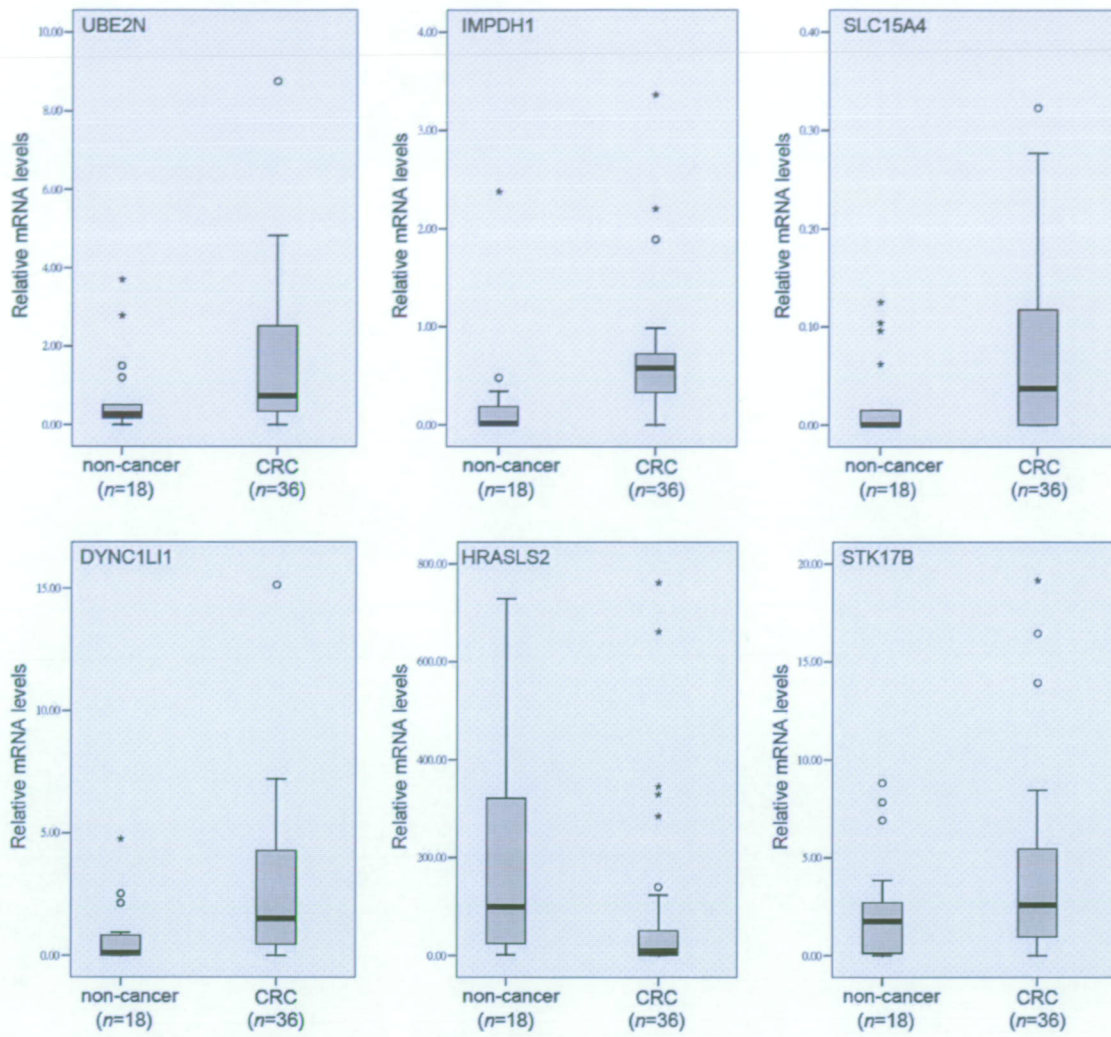 UBE2N
10.00
8.00
6.00
4.00
2.00
0.00
Relative mRNA levels
non-cancer
(n=18)
CRC
(n=36)
IMPDH1
4.00
3.00
2.00
1.00
0.00
Relative mRNA levels
non-cancer
(n=18)
CRC
(n=36)
SLC15A4
0.40
0.30
0.20
0.10
0.00
Relative mRNA levels
non-cancer
(n=18)
CRC
(n=36)
DYNC1LI1
15.00
10.00
5.00
0.00
Relative mRNA levels
non-cancer
(n=18)
CRC
(n=36)
HRASLS2
800.00
600.00
400.00
200.00
0.00
Relative mRNA levels
non-cancer
(n=18)
CRC
(n=36)
STK17B
20.00
15.00
10.00
5.00
0.00
Relative mRNA levels
non-cancer
(n=18)
CRC
(n=36)